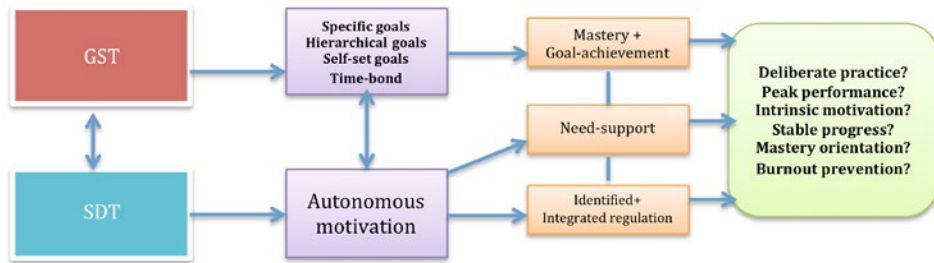 GST
Specific goals
Hierarchical goals
Self-set goals
Time-bond
Mastery +
Goal-achievement
Deliberate practice?
Peak performance?
Intrinsic motivation?
Stable progress?
Mastery orientation?
Burnout prevention?
Need-support
SDT
Autonomous
motivation
Identified+
Integrated regulation